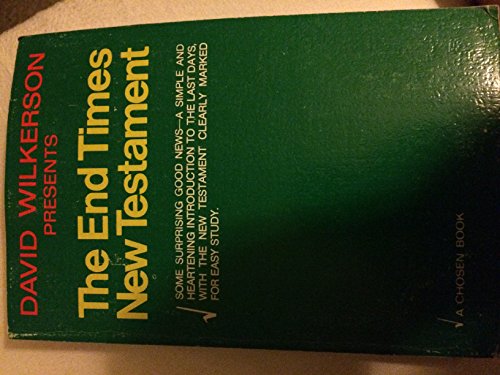 DAVID WILKERSON
PRESENTS
The End Times
New Testament
√ SOME SURPRISING GOOD NEWS—A SIMPLE AND
HEARTENING INTRODUCTION TO THE LAST DAYS,
WITH THE NEW TESTAMENT CLEARLY MARKED
FOR EASY STUDY.
√ A CHOSEN BOOK